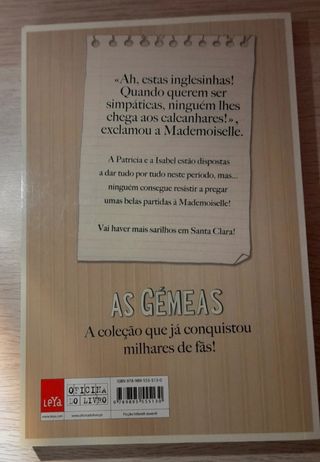 «Ah, estas inglesinhas!
Quando querem ser
simpáticas, ninguém lhes
chega aos calcanhares!»,
exclamou a Mademoiselle.
A Patrícia e a Isabel estão dispostas
a dar tudo por tudo neste período, mas...
ninguém consegue resistir a pregar
umas belas partidas à Mademoiselle!
Vai haver mais sarilhos em Santa Clara!
AS GÉMEAS
A coleção que já conquistou
milhares de fãs!
LEYA
OFICINA
DO LIVRO